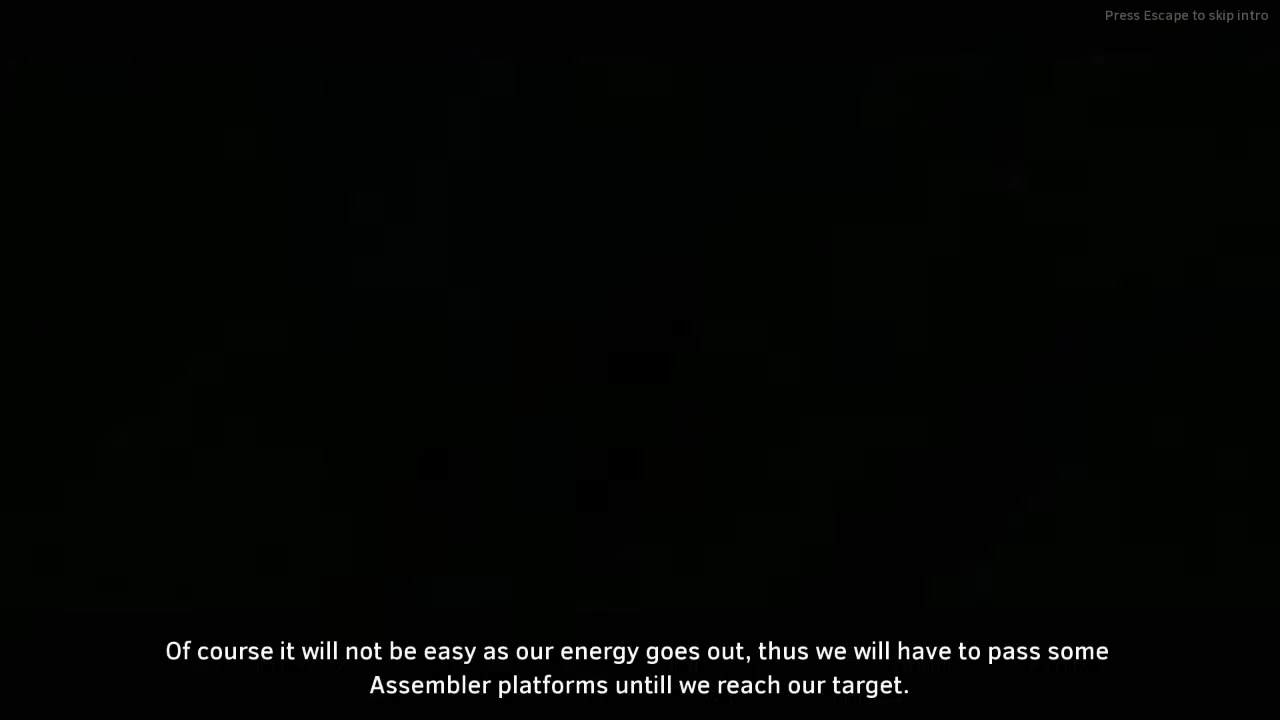 Press Escape to skip intro
Of course it will not be easy as our energy goes out, thus we will have to pass some
Assembler platforms untill we reach our target.